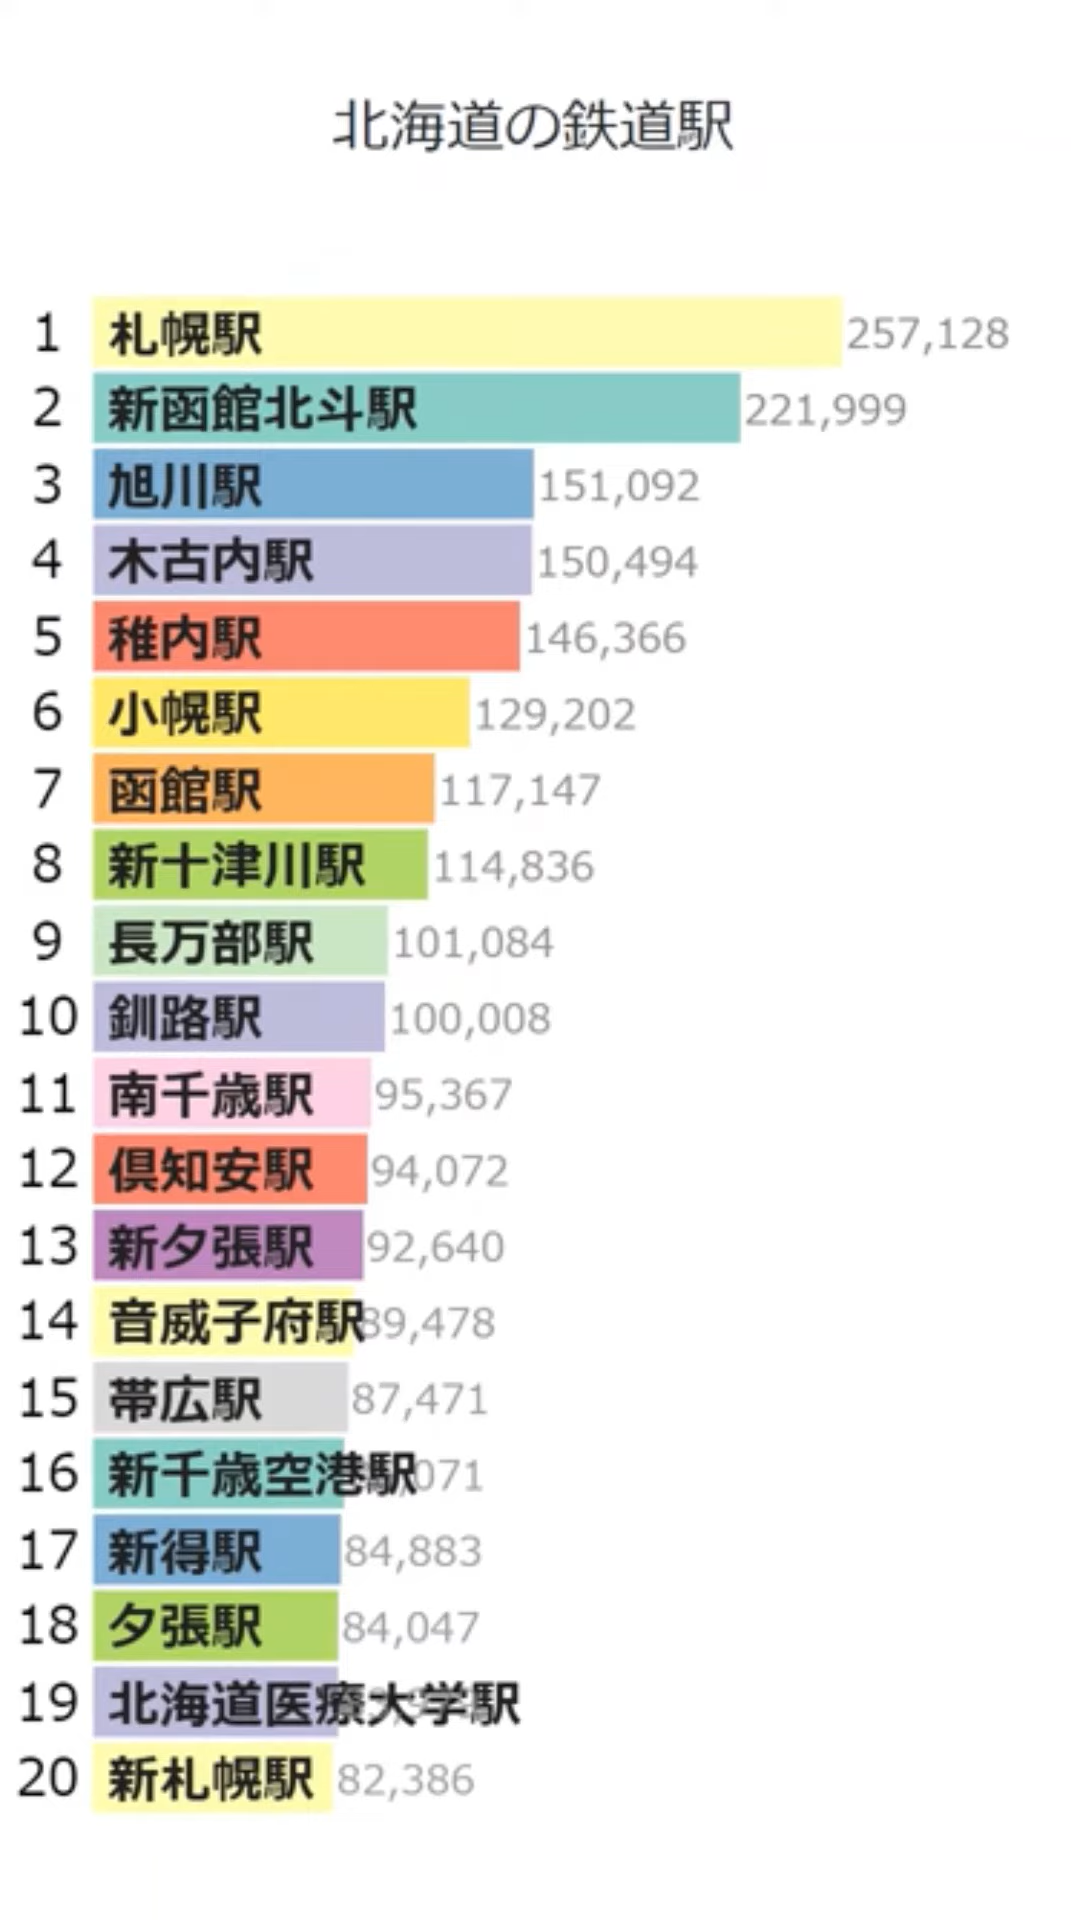 北海道の鉄道駅
1 札幌駅 257,128
2 新函館北斗駅 221,999
3 旭川駅 151,092
4 木古内駅 150,494
5 稚内駅 146,366
6 小幌駅 129,202
7 函館駅 117,147
8 新十津川駅 114,836
9 長万部駅 101,084
10 釧路駅 100,008
11 南千歳駅 95,367
12 倶知安駅 94,072
13 新夕張駅 92,640
14 音威子府駅 89,478
15 帯広駅 87,471
16 新千歳空港駅
17 新得駅 84,883
18 夕張駅 84,047
19 北海道医療大学駅
20 新札幌駅 82,386